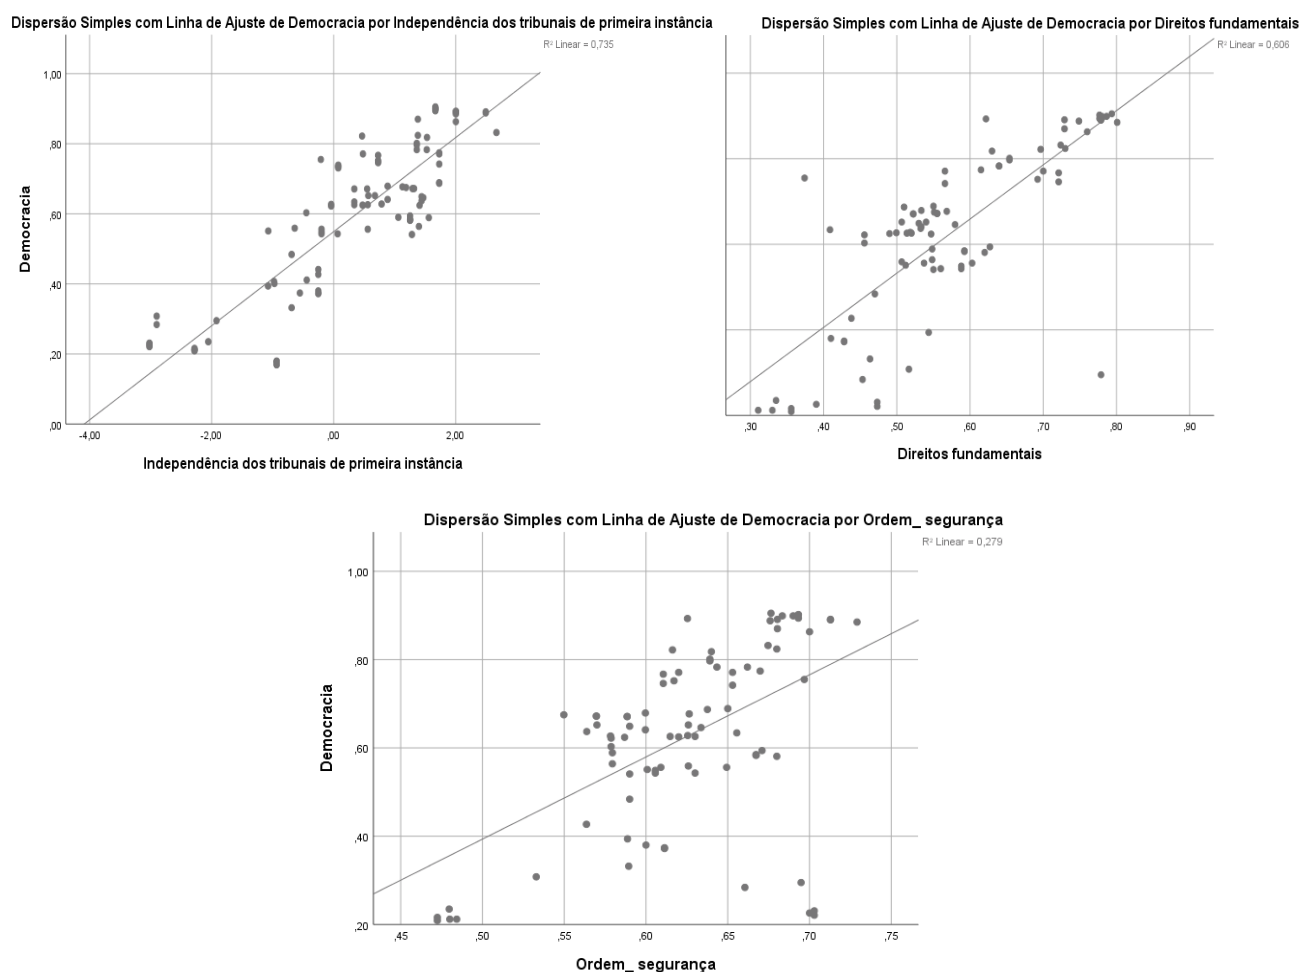 Dispersão Simples com Linha de Ajuste de Democracia por Independência dos tribunais de primeira instância
R² Linear = 0,735
Democracia
1,00
,80
,60
,40
,20
,00
-4,00 -2,00 ,00 2,00
Independência dos tribunais de primeira instância
Dispersão Simples com Linha de Ajuste de Democracia por Direitos fundamentais
R² Linear = 0,606
,30 ,40 ,50 ,60 ,70 ,80 ,90
Direitos fundamentais
Dispersão Simples com Linha de Ajuste de Democracia por Ordem_ segurança
R² Linear = 0,279
Democracia
1,00
,80
,60
,40
,20
,45 ,50 ,55 ,60 ,65 ,70 ,75
Ordem_ segurança